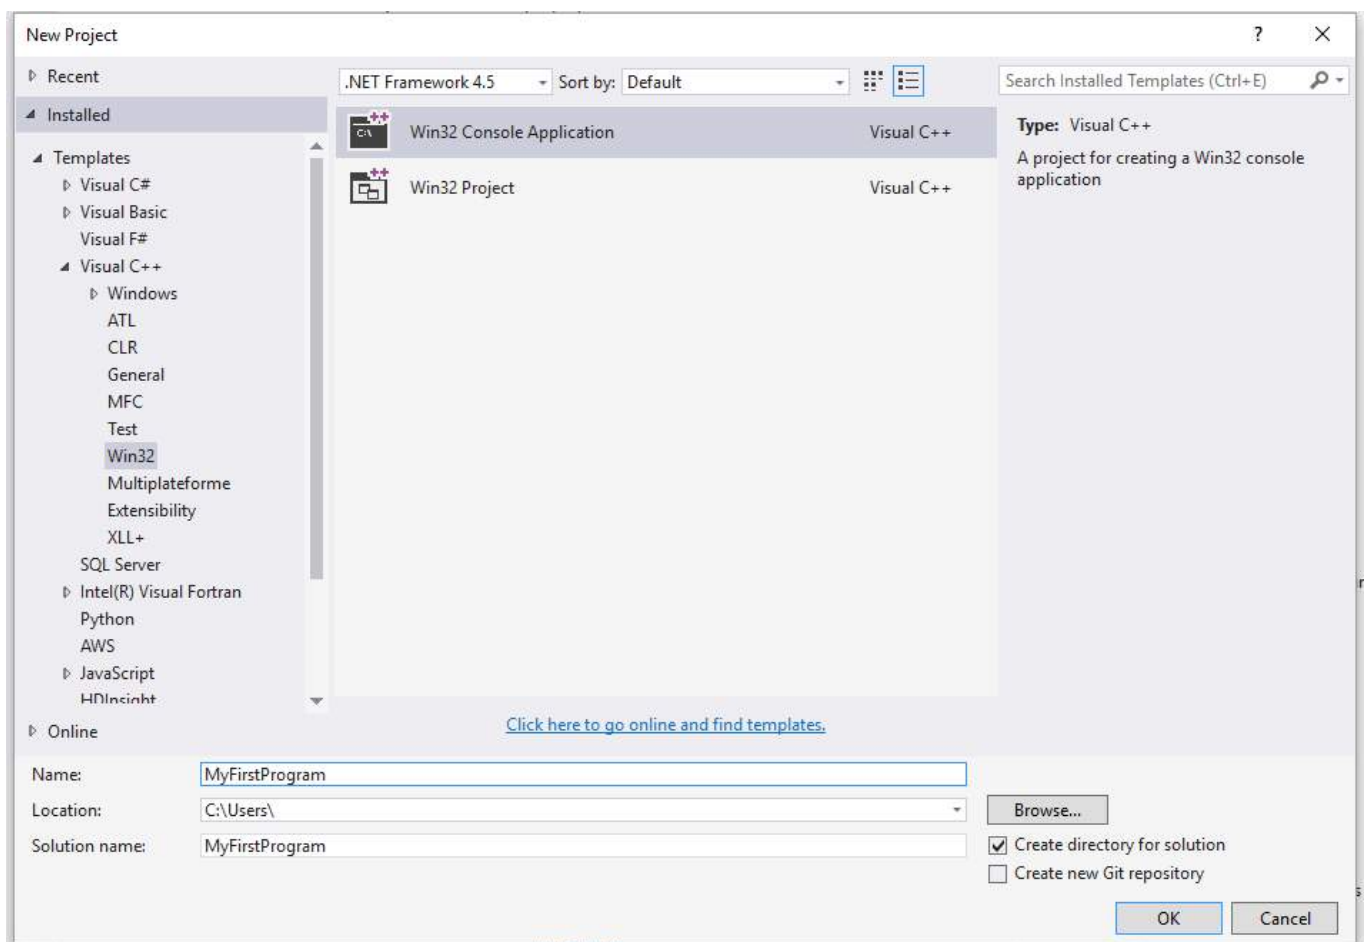 New Project
?
Recent
.NET Framework 4.5
Sort by:
Default
Search Installed Templates (Ctrl+E)
Installed
Templates
Visual C#
Visual Basic
Visual F#
Visual C++
Windows
ATL
CLR
General
MFC
Test
Win32
Multiplateforme
Extensibility
XLL+
SQL Server
Intel(R) Visual Fortran
Python
AWS
JavaScript
HDInsight
Online
Win32 Console Application
Visual C++
Win32 Project
Visual C++
Type: Visual C++
A project for creating a Win32 console
application
Click here to go online and find templates.
Name:
MyFirstProgram
Location:
C:\Users\
Browse...
Solution name:
MyFirstProgram
Create directory for solution
Create new Git repository
OK
Cancel